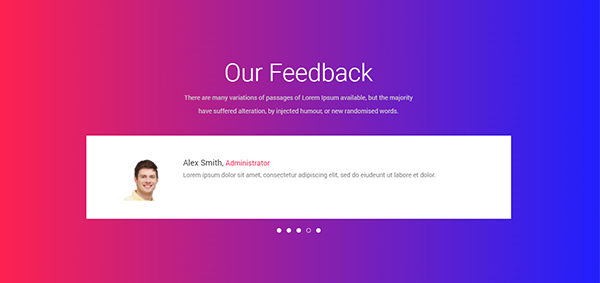 Our Feedback
There are many variations of passages of Lorem Ipsum available, but the majority
have suffered alteration, by injected humour, or new randomised words.
Alex Smith, Administrator
Lorem ipsum dolor sit amet, consectetur adipiscing elit, sed do eiudeunt ut labore et dolor.